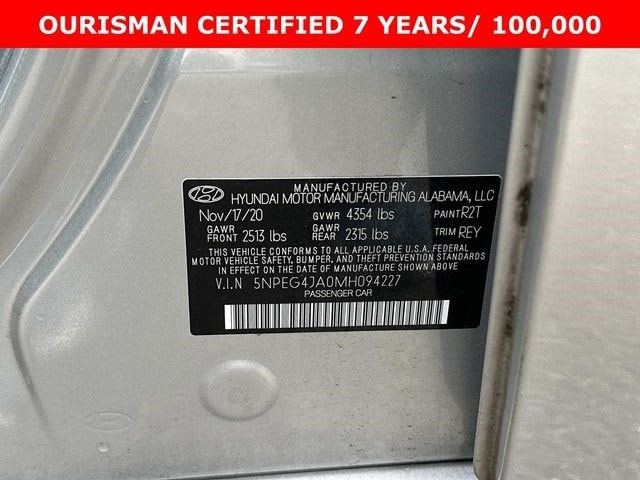 OURISMAN CERTIFIED 7 YEARS/ 100,000
MANUFACTURED BY
HYUNDAI MOTOR MANUFACTURING ALABAMA, LLC
Nov/17/20 GVWR 4354 lbs PAINT R2T
GAWR FRONT 2513 lbs GAWR REAR 2315 lbs TRIM REY
THIS VEHICLE CONFORMS TO ALL APPLICABLE U.S.A. FEDERAL
MOTOR VEHICLE SAFETY, BUMPER, AND THEFT PREVENTION
STANDARDS IN EFFECT ON THE DATE OF MANUFACTURE SHOWN ABOVE.
V.I.N 5NPEG4JA0MH094227
PASSENGER CAR